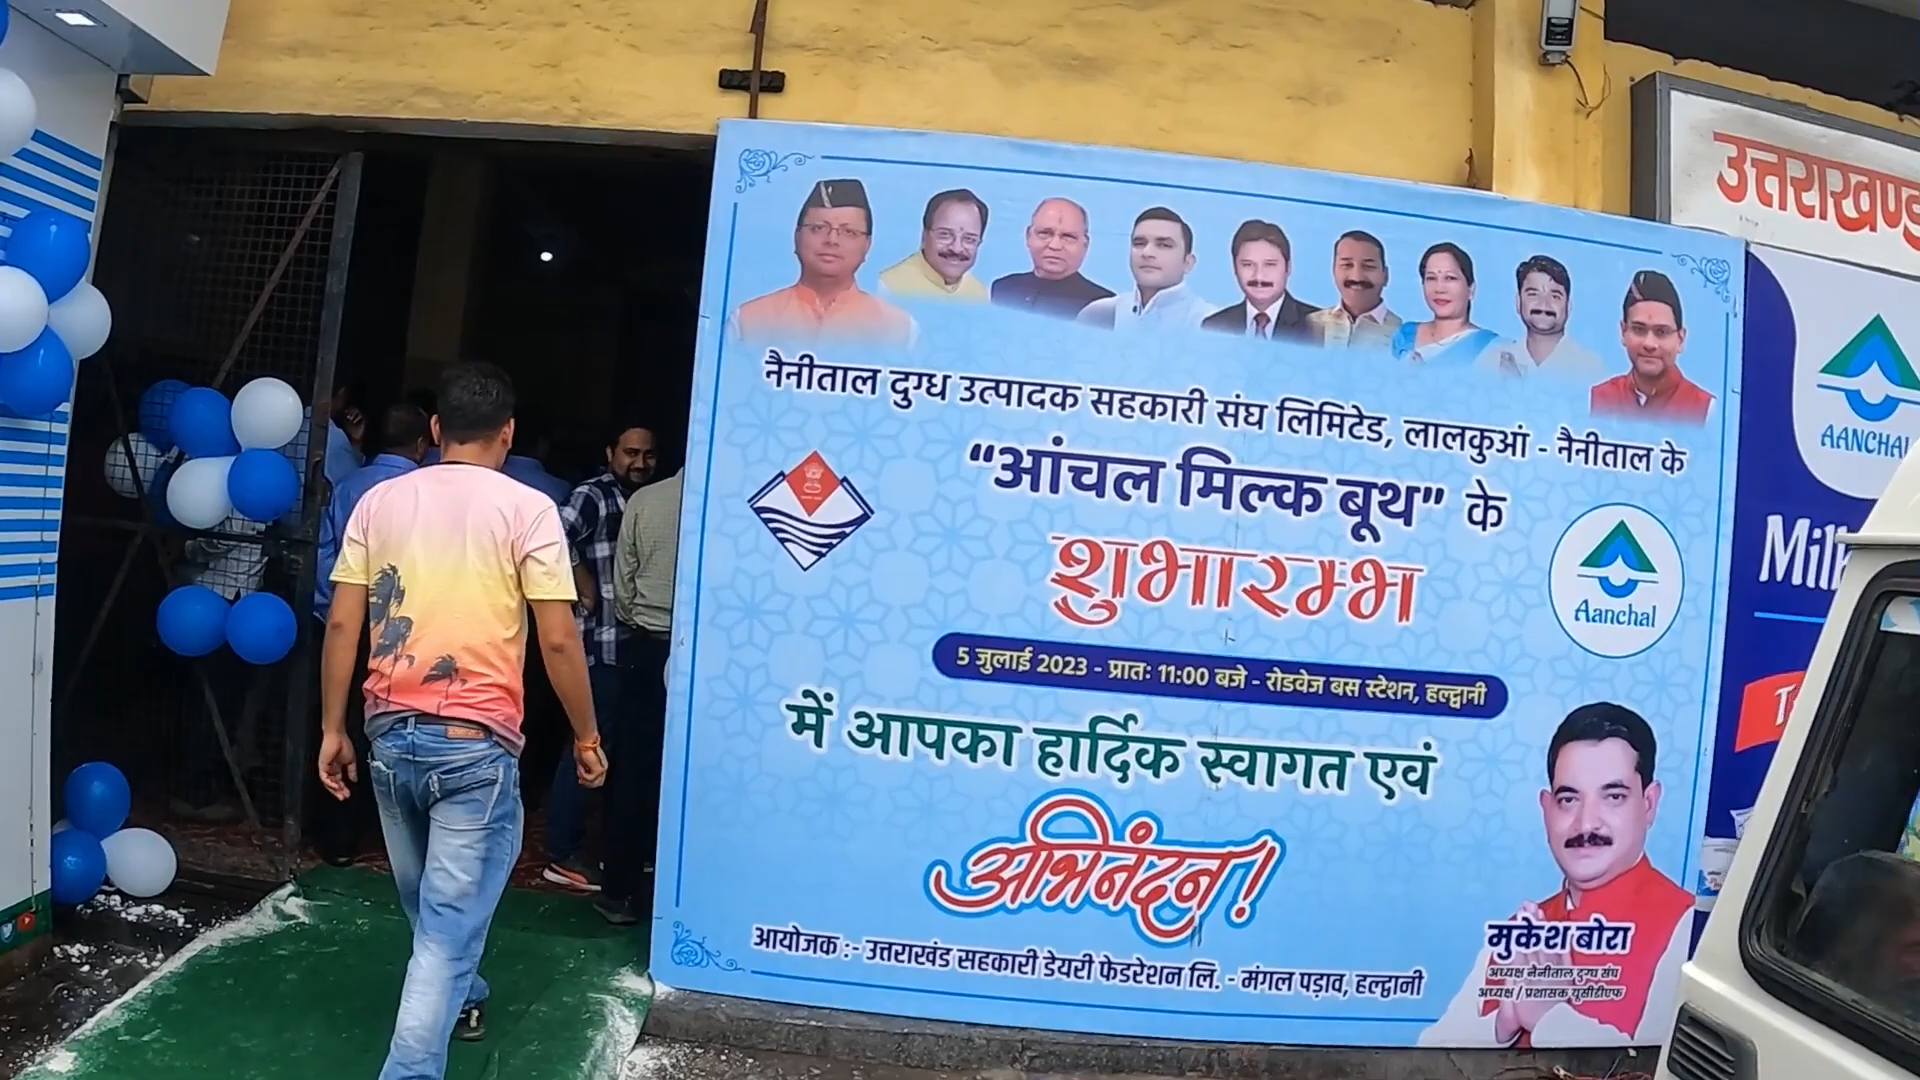 नैनीताल दुग्ध उत्पादक सहकारी संघ लिमिटेड, लालकुआं - नैनीताल के
“आंचल मिल्क बूथ” के
शुभारम्भ
Aanchal
5 जुलाई 2023 - प्रातः 11:00 बजे - रोडवेज बस स्टेशन, हल्द्वानी
में आपका हार्दिक स्वागत एवं
अभिनंदन!
आयोजक :- उत्तराखंड सहकारी डेयरी फेडरेशन लि. - मंगल पड़ाव, हल्द्वानी
मुकेश बोरा
अध्यक्ष नैनीताल दुग्ध संघ
अध्यक्ष / प्रशासक यूसीडीएफ
उत्तराखण्ड
AANCHAL
Milk